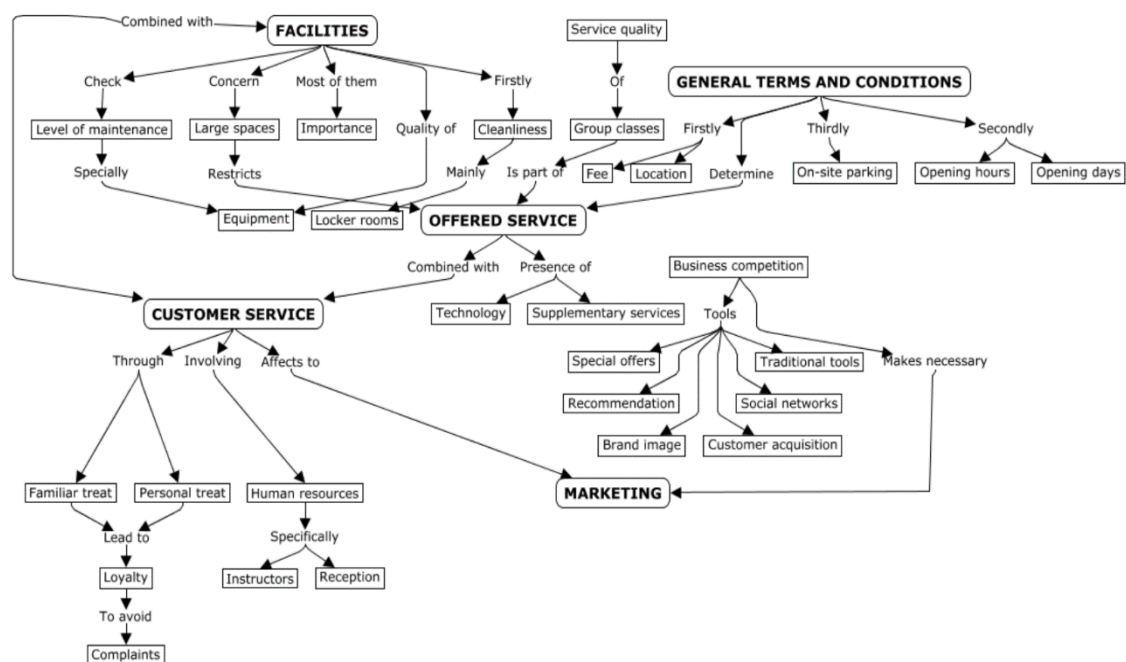 Combined with
FACILITIES
Service quality
Check
Concern
Most of them
Firstly
Of
GENERAL TERMS AND CONDITIONS
Level of maintenance
Large spaces
Importance
Quality of
Cleanliness
Group classes
Firstly
Thirdly
Secondly
Specially
Restricts
Mainly
Is part of
Fee
Location
Determine
On-site parking
Opening hours
Opening days
Equipment
Locker rooms
OFFERED SERVICE
Combined with
Presence of
Business competition
CUSTOMER SERVICE
Technology
Supplementary services
Tools
Through
Involving
Affects to
Special offers
Traditional tools
Makes necessary
Recommendation
Social networks
Brand image
Customer acquisition
Familiar treat
Personal treat
Human resources
MARKETING
Lead to
Specifically
Loyalty
Instructors
Reception
To avoid
Complaints